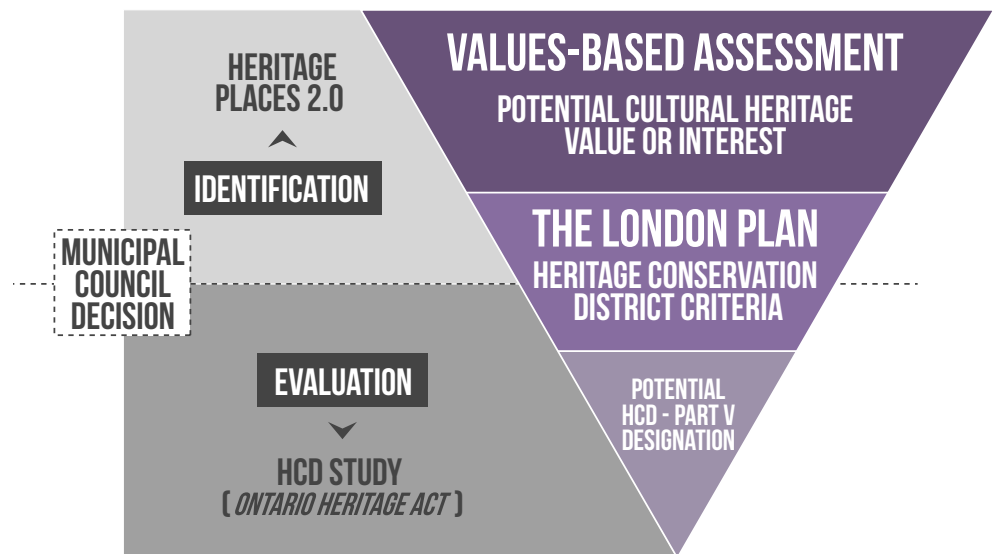 HERITAGE
PLACES 2.0
IDENTIFICATION
MUNICIPAL
COUNCIL
DECISION
EVALUATION
HCD STUDY
( ONTARIO HERITAGE ACT )
VALUES-BASED ASSESSMENT
POTENTIAL CULTURAL HERITAGE
VALUE OR INTEREST
THE LONDON PLAN
HERITAGE CONSERVATION
DISTRICT CRITERIA
POTENTIAL
HCD - PART V
DESIGNATION